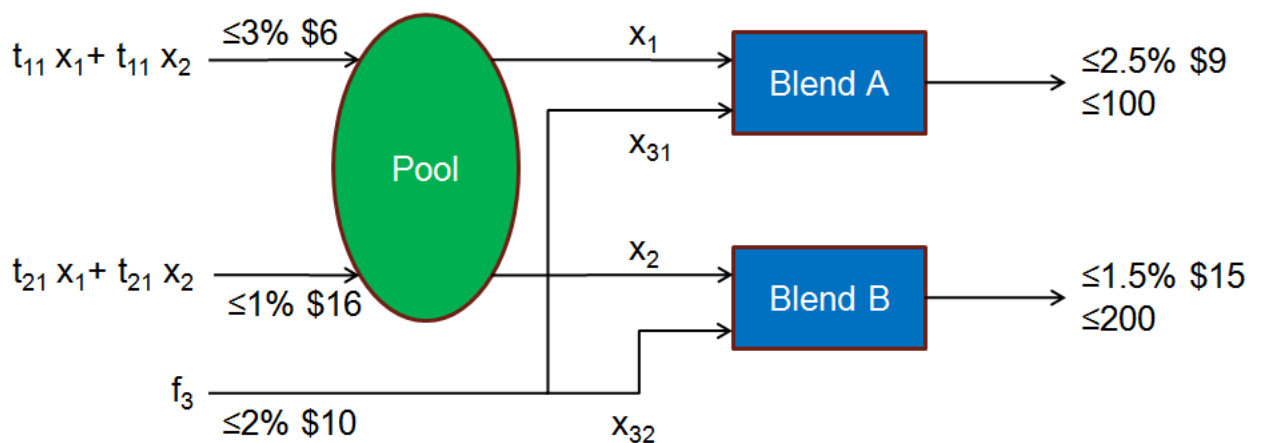 t₁₁ x₁+ t₁₁ x₂
≤3% $6
x₁
Blend A
≤2.5% $9
≤100
x₃₁
Pool
t₂₁ x₁+ t₂₁ x₂
≤1% $16
x₂
Blend B
≤1.5% $15
≤200
f₃
≤2% $10
x₃₂